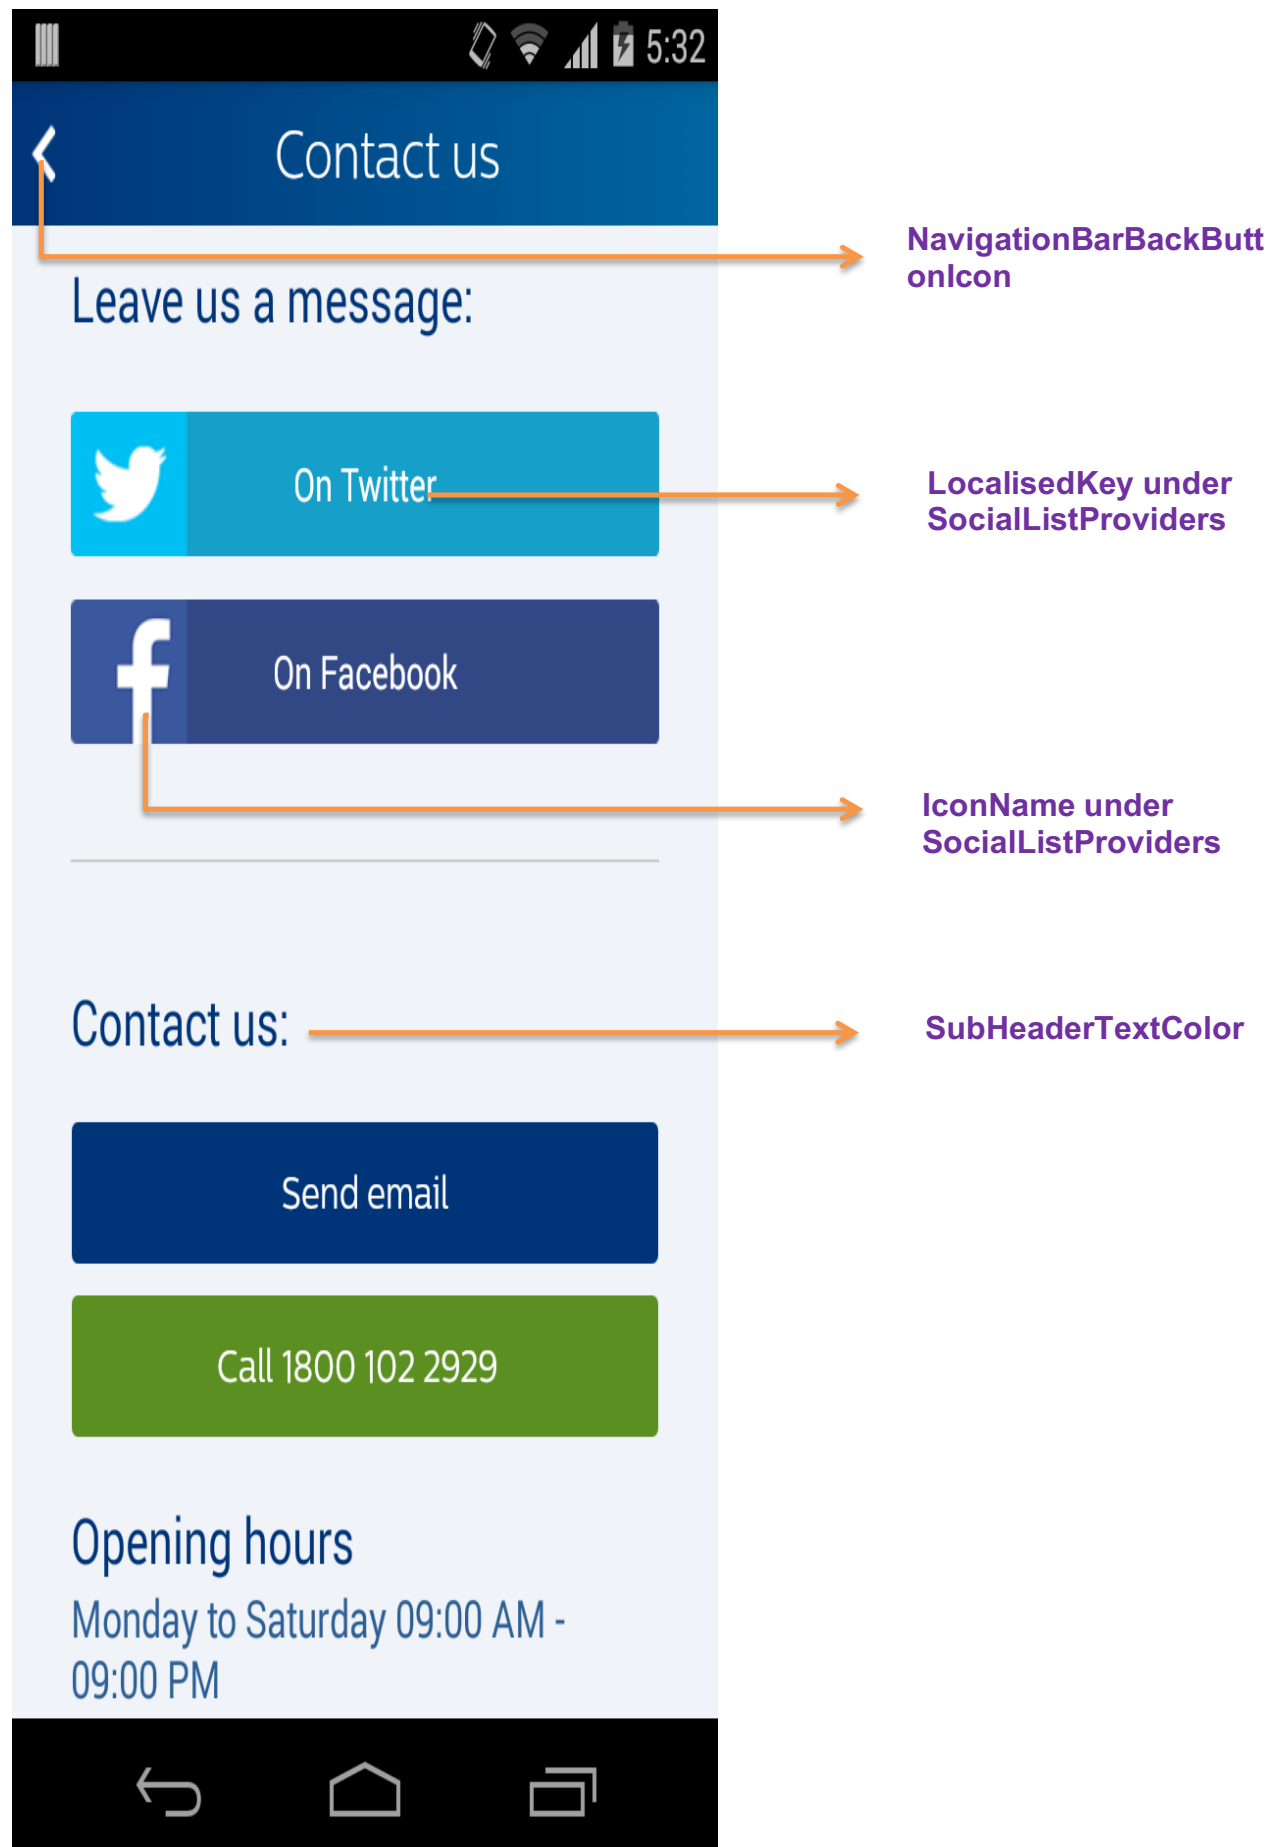 5:32
Contact us
NavigationBarBackButt
onIcon
Leave us a message:
On Twitter
LocalisedKey under
SocialListProviders
On Facebook
IconName under
SocialListProviders
Contact us:
SubHeaderTextColor
Send email
Call 1800 102 2929
Opening hours
Monday to Saturday 09:00 AM -
09:00 PM